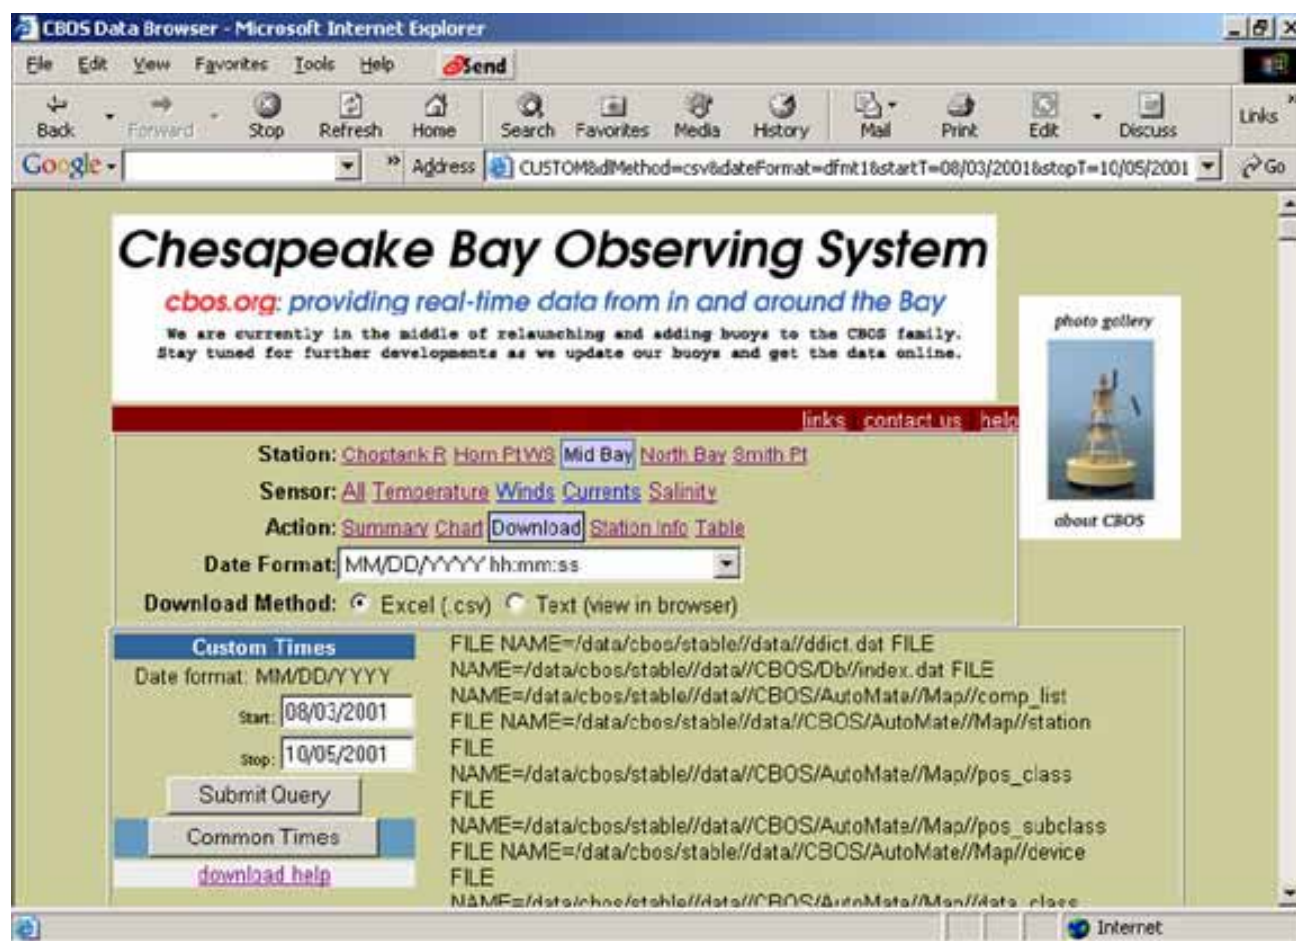 CBOS Data Browser - Microsoft Internet Explorer
File Edit View Favorites Tools Help Send
Back Forward Stop Refresh Home Search Favorites Media History Mail Print Edit Discuss Links »
Google » Address CUSTOM&dlMethod=csv&dateFormat=dfmt1&startT=08/03/2001&stopT=10/05/2001 Go
Chesapeake Bay Observing System
cbos.org: providing real-time data from in and around the Bay
We are currently in the middle of relaunching and adding buoys to the CBOS family.
Stay tuned for further developments as we update our buoys and get the data online.
photo gallery
about CBOS
links contact us help
Station: Choptank R Horn Pt WS Mid Bay North Bay Smith Pt
Sensor: All Temperature Winds Currents Salinity
Action: Summary Chart Download Station Info Table
Date Format: MM/DD/YYYY hh:mm:ss
Download Method: Excel (.csv) Text (view in browser)
Custom Times
Date format: MM/DD/YYYY
Start: 08/03/2001
Stop: 10/05/2001
Submit Query
Common Times
download help
FILE NAME=/data/cbos/stable//data//ddict.dat FILE
NAME=/data/cbos/stable//data//CBOS/Db//index.dat FILE
NAME=/data/cbos/stable//data//CBOS/AutoMate//Map//comp_list
FILE NAME=/data/cbos/stable//data//CBOS/AutoMate//Map//station
FILE
NAME=/data/cbos/stable//data//CBOS/AutoMate//Map//pos_class
FILE
NAME=/data/cbos/stable//data//CBOS/AutoMate//Map//pos_subclass
FILE NAME=/data/cbos/stable//data//CBOS/AutoMate//Map//device
FILE
NAME=/data/cbos/stable//data//CBOS/AutoMate//Map//data_class
Internet